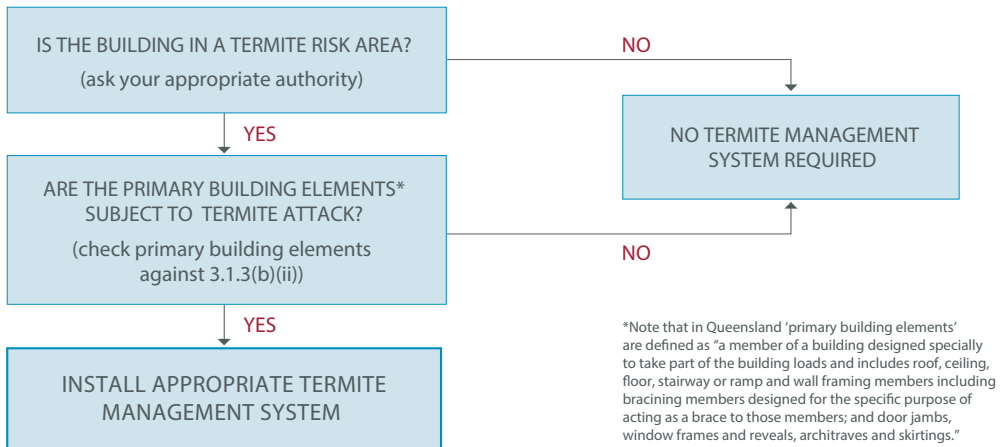 IS THE BUILDING IN A TERMITE RISK AREA?
(ask your appropriate authority)
NO
YES
NO TERMITE MANAGEMENT
SYSTEM REQUIRED
ARE THE PRIMARY BUILDING ELEMENTS*
SUBJECT TO TERMITE ATTACK?
(check primary building elements
against 3.1.3(b)(ii))
NO
YES
INSTALL APPROPRIATE TERMITE
MANAGEMENT SYSTEM
*Note that in Queensland ‘primary building elements’
are defined as “a member of a building designed specially
to take part of the building loads and includes roof, ceiling,
floor, stairway or ramp and wall framing members including
bracining members designed for the specific purpose of
acting as a brace to those members; and door jambs,
window frames and reveals, architraves and skirtings.”